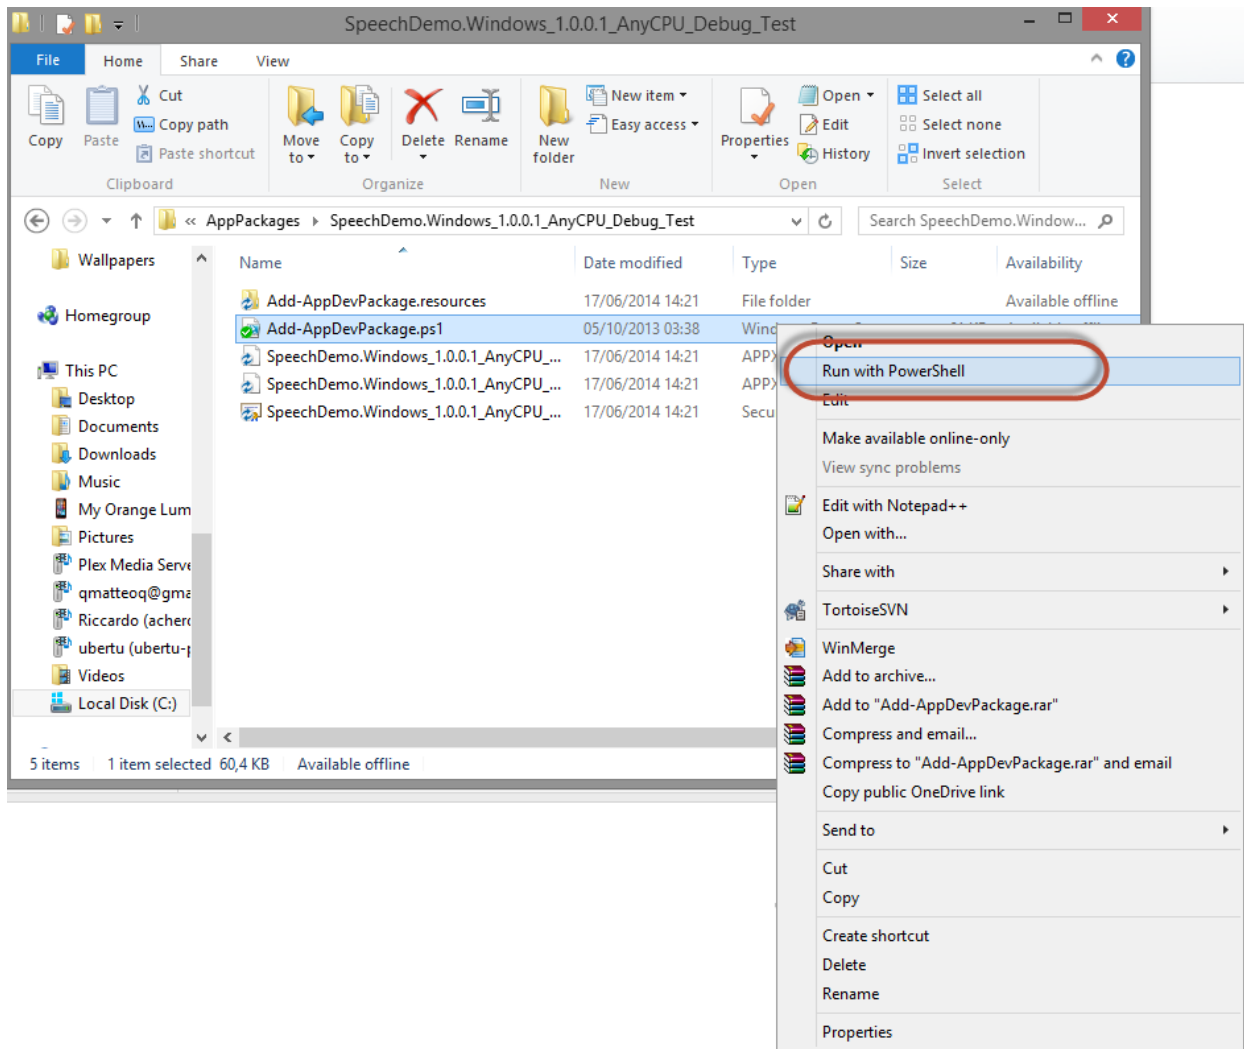 SpeechDemo.Windows_1.0.0.1_AnyCPU_Debug_Test
File Home Share View
Copy
Paste
Cut
Copy path
Paste shortcut
Clipboard
Move to
Copy to
Delete
Rename
Organize
New folder
New item
Easy access
New
Properties
Open
Edit
History
Open
Select all
Select none
Invert selection
Select
« AppPackages SpeechDemo.Windows_1.0.0.1_AnyCPU_Debug_Test
Search SpeechDemo.Window...
Wallpapers
Homegroup
This PC
Desktop
Documents
Downloads
Music
My Orange Lum
Pictures
Plex Media Serve
qmatteoq@gma
Riccardo (achero
ubertu (ubertu-p
Videos
Local Disk (C:)
Name Date modified Type Size Availability
Add-AppDevPackage.resources 17/06/2014 14:21 File folder Available offline
Add-AppDevPackage.ps1 05/10/2013 03:38 Wind
SpeechDemo.Windows_1.0.0.1_AnyCPU_... 17/06/2014 14:21 APPX
SpeechDemo.Windows_1.0.0.1_AnyCPU_... 17/06/2014 14:21 APPX
SpeechDemo.Windows_1.0.0.1_AnyCPU_... 17/06/2014 14:21 Secu
5 items 1 item selected 60,4 KB Available offline
Open
Run with PowerShell
Edit
Make available online-only
View sync problems
Edit with Notepad++
Open with...
Share with
TortoiseSVN
WinMerge
Add to archive...
Add to "Add-AppDevPackage.rar"
Compress and email...
Compress to "Add-AppDevPackage.rar" and email
Copy public OneDrive link
Send to
Cut
Copy
Create shortcut
Delete
Rename
Properties